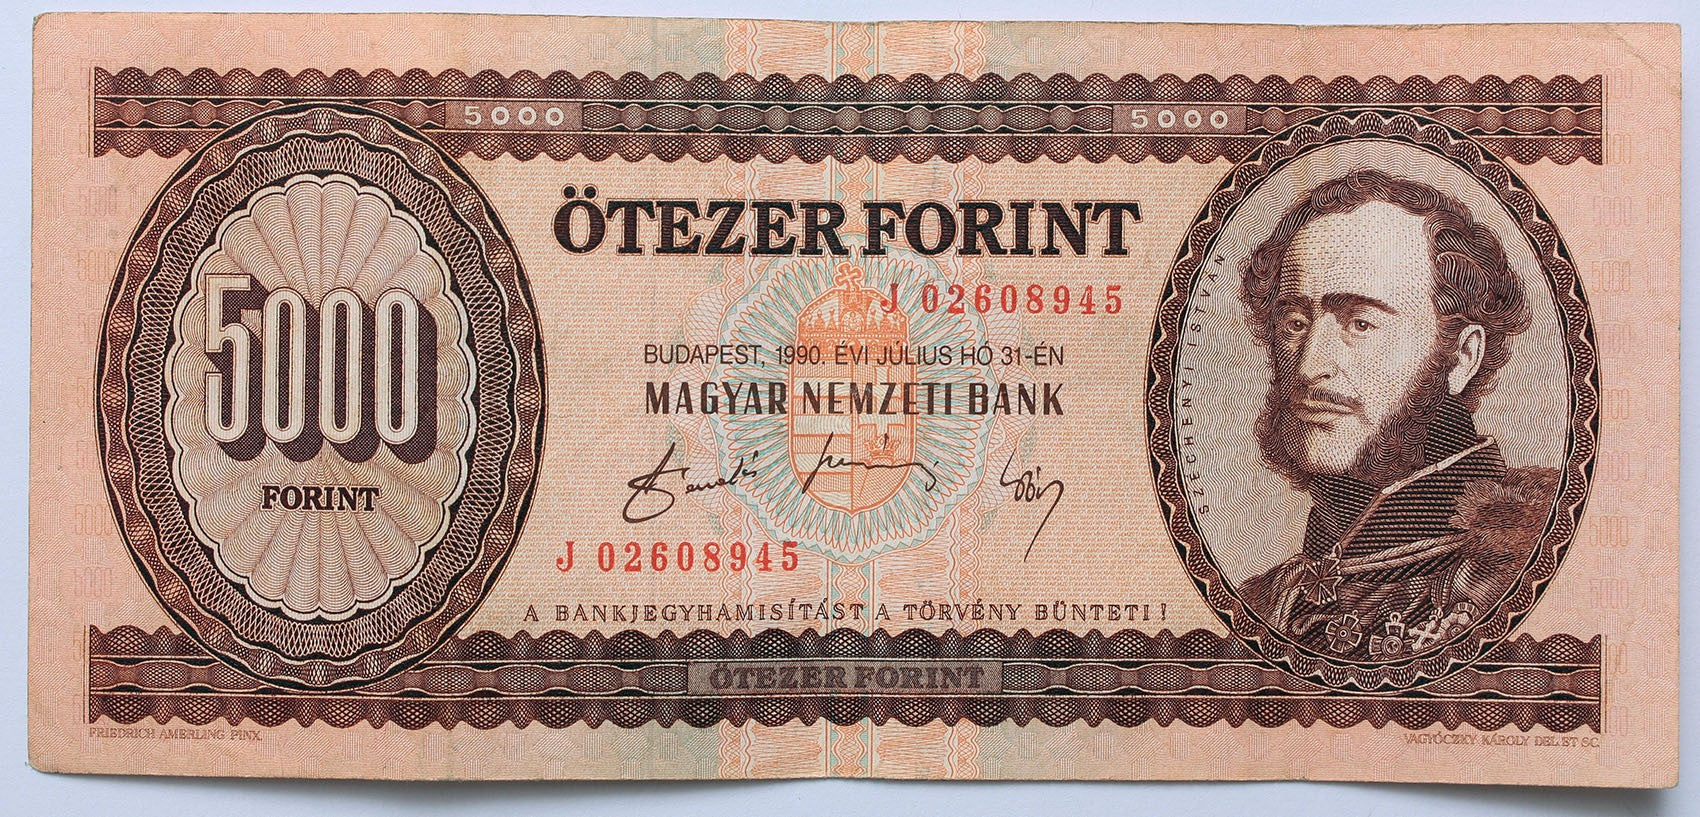 5000
5000
ÖTEZER FORINT
J 02608945
BUDAPEST, 1990. ÉVI JÚLIUS HÓ 31-ÉN
MAGYAR NEMZETI BANK
5000
FORINT
SZÉCHENYI ISTVÁN
J 02608945
A BANKJEGYHAMISÍTÁST A TÖRVÉNY BÜNTETI!
ÖTEZER FORINT
FRIEDRICH AMERLING PINX.
VAGYÓCZKY KÁROLY DEL. ET SC.